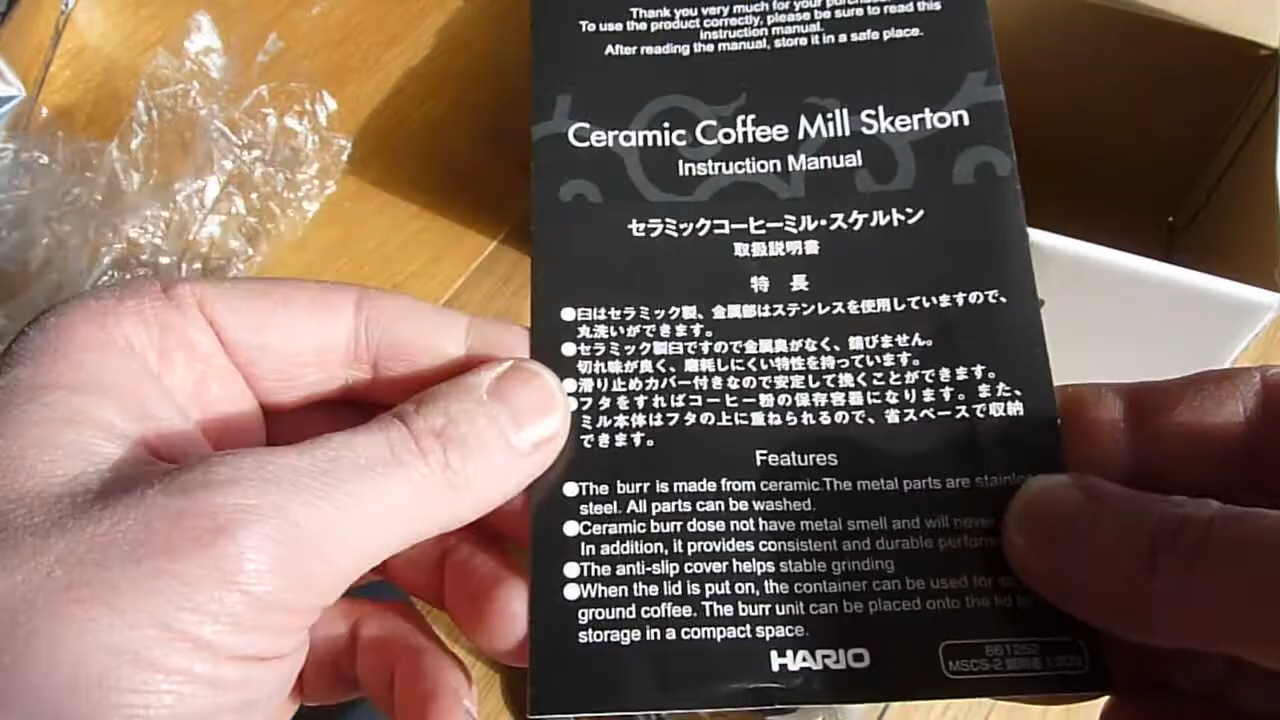 Thank you very much for your
To use the product correctly, please be sure to read this
instruction manual.
After reading the manual, store it in a safe place.
Ceramic Coffee Mill Skerton
Instruction Manual
セラミックコーヒーミル・スケルトン
取扱説明書
特 長
●臼はセラミック製、金属部はステンレスを使用していますので、
丸洗いができます。
●セラミック製臼ですので金属臭がなく、錆びません。
切れ味が良く、磨耗しにくい特性を持っています。
●滑り止めカバー付きなので安定して挽くことができます。
●フタをすればコーヒー粉の保存容器になります。また、
ミル本体はフタの上に重ねられるので、省スペースで収納
できます。
Features
●The burr is made from ceramic.The metal parts are
steel. All parts can be washed.
●Ceramic burr dose not have metal smell and will never
In addition, it provides consistent and durable
●The anti-slip cover helps stable grinding
●When the lid is put on, the container can be used for
ground coffee. The burr unit can be placed onto the lid
storage in a compact space.
HARIO
861252
MSCS-2